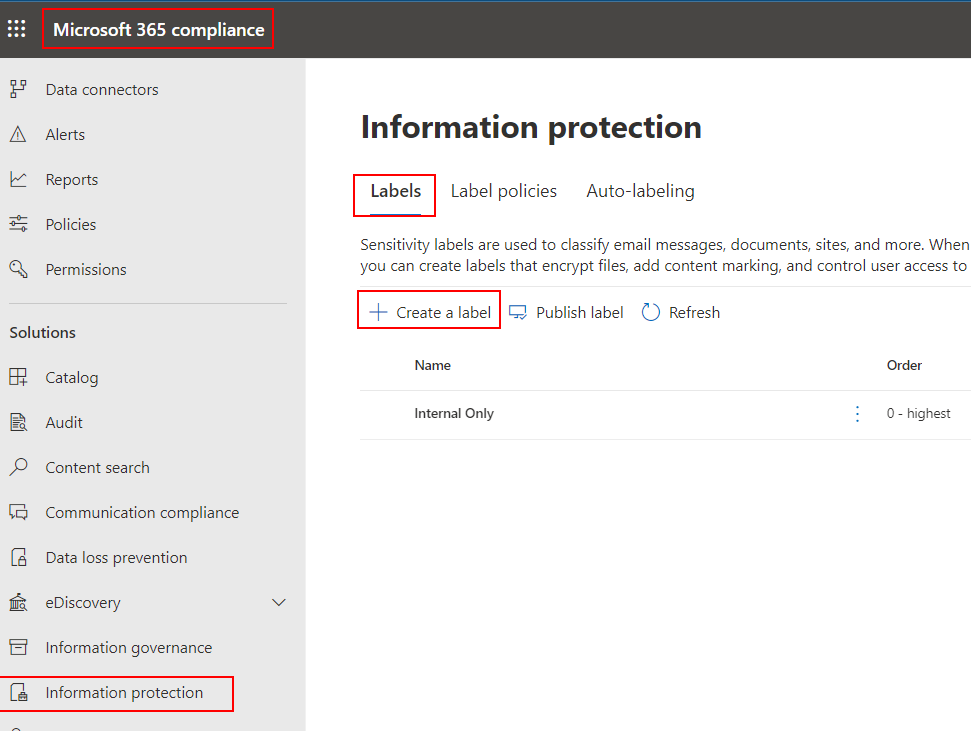 Microsoft 365 compliance
Data connectors
Alerts
Reports
Policies
Permissions
Solutions
Catalog
Audit
Content search
Communication compliance
Data loss prevention
eDiscovery
Information governance
Information protection
Information protection
Labels Label policies Auto-labeling
Sensitivity labels are used to classify email messages, documents, sites, and more. When
you can create labels that encrypt files, add content marking, and control user access to
Create a label Publish label Refresh
Name Order
Internal Only 0 - highest